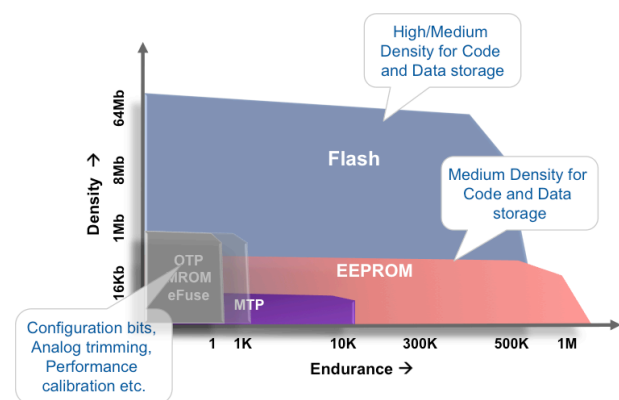 High/Medium
Density for Code
and Data storage
64Mb
8Mb
1Mb
16Kb
Density →
Flash
Medium Density for
Code and Data
storage
OTP
MROM
eFuse
EEPROM
MTP
Configuration bits,
Analog trimming,
Performance
calibration etc.
1 1K 10K 300K 500K 1M
Endurance →